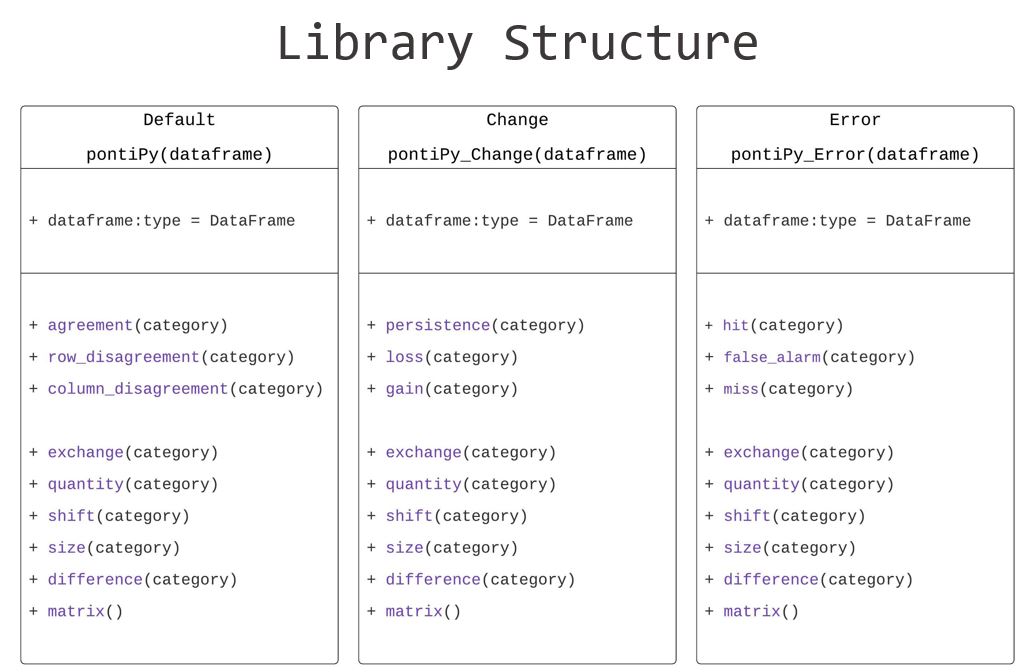 Library Structure
Default
pontiPy(dataframe)
+ dataframe:type = DataFrame
+ agreement(category)
+ row_disagreement(category)
+ column_disagreement(category)
+ exchange(category)
+ quantity(category)
+ shift(category)
+ size(category)
+ difference(category)
+ matrix()
Change
pontiPy_Change(dataframe)
+ dataframe:type = DataFrame
+ persistence(category)
+ loss(category)
+ gain(category)
+ exchange(category)
+ quantity(category)
+ shift(category)
+ size(category)
+ difference(category)
+ matrix()
Error
pontiPy_Error(dataframe)
+ dataframe:type = DataFrame
+ hit(category)
+ false_alarm(category)
+ miss(category)
+ exchange(category)
+ quantity(category)
+ shift(category)
+ size(category)
+ difference(category)
+ matrix()